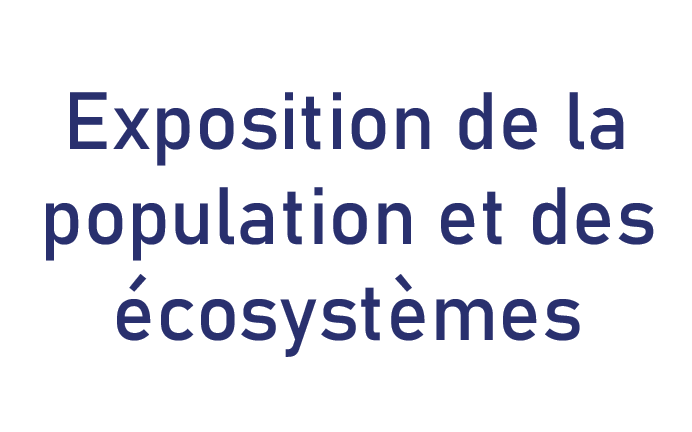 Exposition de la
population et des
écosystèmes